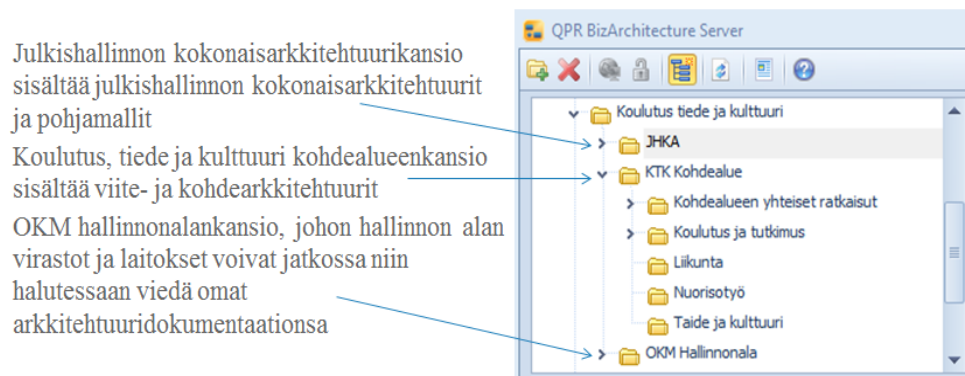 Julkishallinnon kokonaisarkkitehtuurikansio
sisältää julkishallinnon kokonaisarkkitehtuurit
ja pohjamallit
Koulutus, tiede ja kulttuuri kohdealueenkansio
sisältää viite- ja kohdearkkitehtuurit
OKM hallinnonalankansio, johon hallinnon alan
virastot ja laitokset voivat jatkossa niin
halutessaan viedä omat
arkkitehtuuridokumentaationsa
QPR BizArchitecture Server
Koulutus tiede ja kulttuuri
JHKA
KTK Kohdealue
Kohdealueen yhteiset ratkaisut
Koulutus ja tutkimus
Liikunta
Nuorisotyö
Taide ja kulttuuri
OKM Hallinnonala